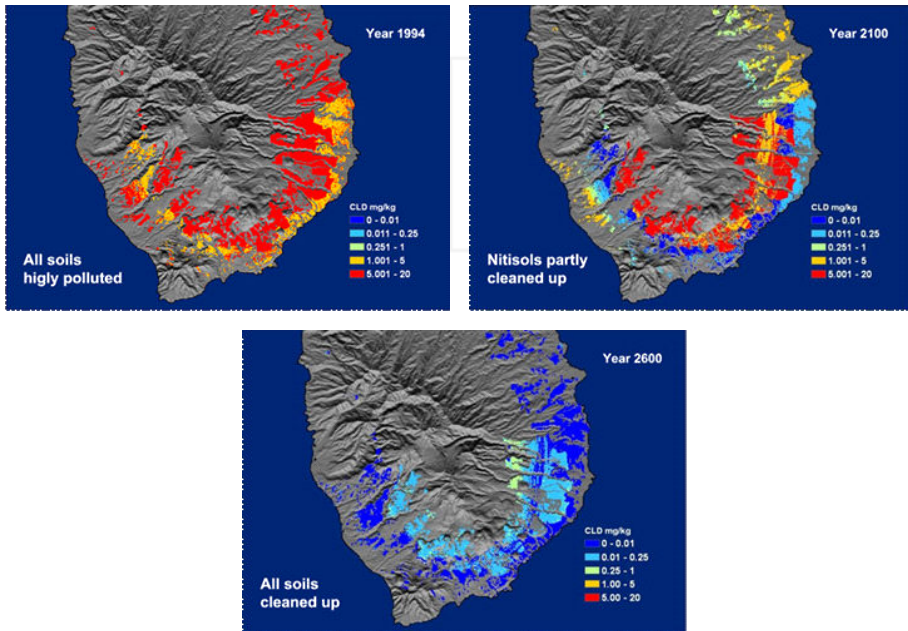 Year 1994
CLD mg/kg
0 - 0.01
0.011 - 0.25
0.251 - 1
1.001 - 5
5.001 - 20
All soils
higly polluted
Year 2100
CLD mg/kg
0 - 0.01
0.011 - 0.25
0.251 - 1
1.001 - 5
5.001 - 20
Nitisols partly
cleaned up
Year 2600
CLD mg/kg
0 - 0.01
0.01 - 0.25
0.25 - 1
1.00 - 5
5.00 - 20
All soils
cleaned up